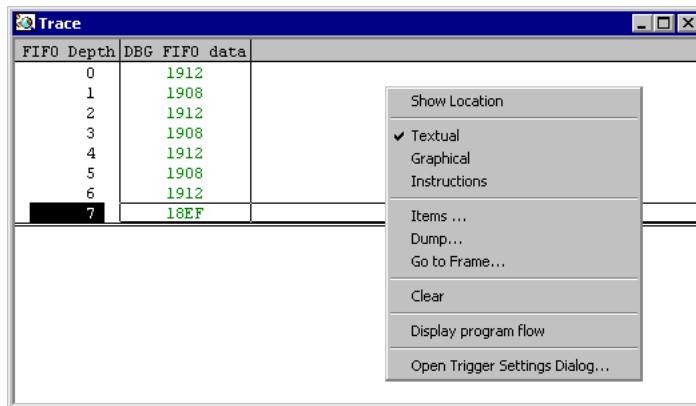 Trace
FIFO Depth DBG FIFO data
0 1912
1 1908
2 1912
3 1908
4 1912
5 1908
6 1912
7 18EF
Show Location
Textual
Graphical
Instructions
Items ...
Dump...
Go to Frame...
Clear
Display program flow
Open Trigger Settings Dialog...